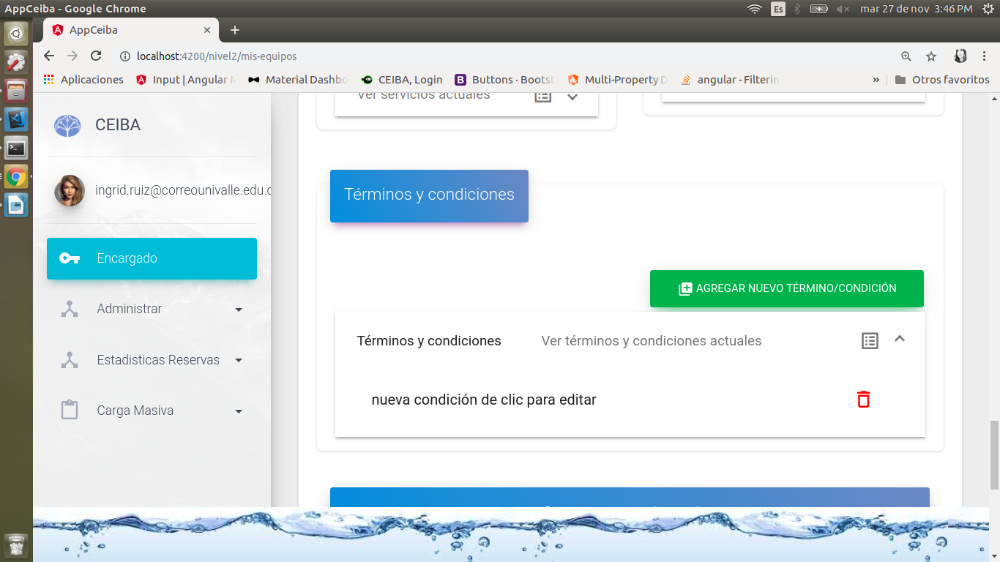 AppCeiba - Google Chrome
Es
mar 27 de nov 3:46 PM
AppCeiba
localhost:4200/nivel2/mis-equipos
Aplicaciones
Input | Angular
Material Dashbo
CEIBA, Login
Buttons · Boots
Multi-Property
angular - Filterin
»
Otros favoritos
CEIBA
ingrid.ruiz@correounivalle.edu.c
Encargado
Administrar
Estadisticas Reservas
Carga Masiva
Ver servicios actuales
Términos y condiciones
AGREGAR NUEVO TÉRMINO/CONDICIÓN
Términos y condiciones
Ver términos y condiciones actuales
nueva condición de clic para editar